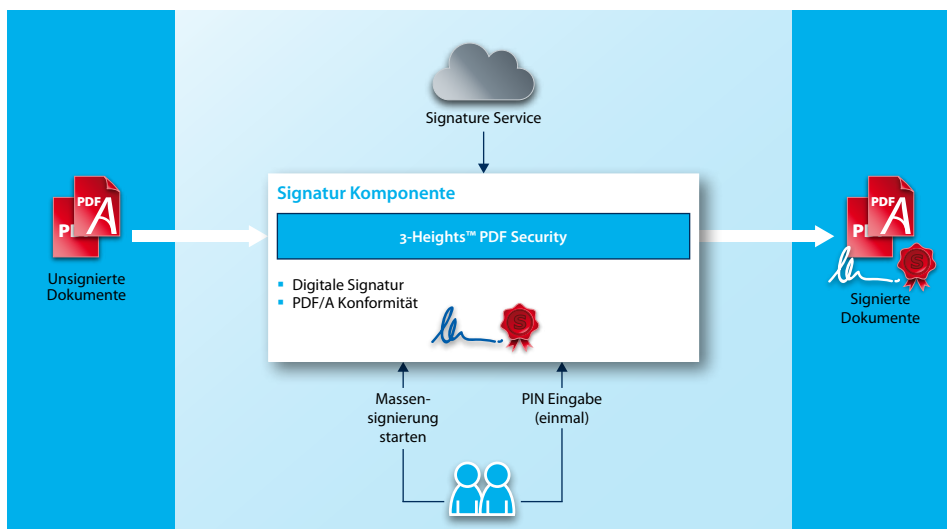 Signature Service
Signatur Komponente
3-Heights™ PDF Security
PDF
PDF
A
Unsignierte
Dokumente
Digitale Signatur
PDF/A Konformität
S
PDF
A
S
Signierte
Dokumente
Massen-
signierung
starten
PIN Eingabe
(einmal)